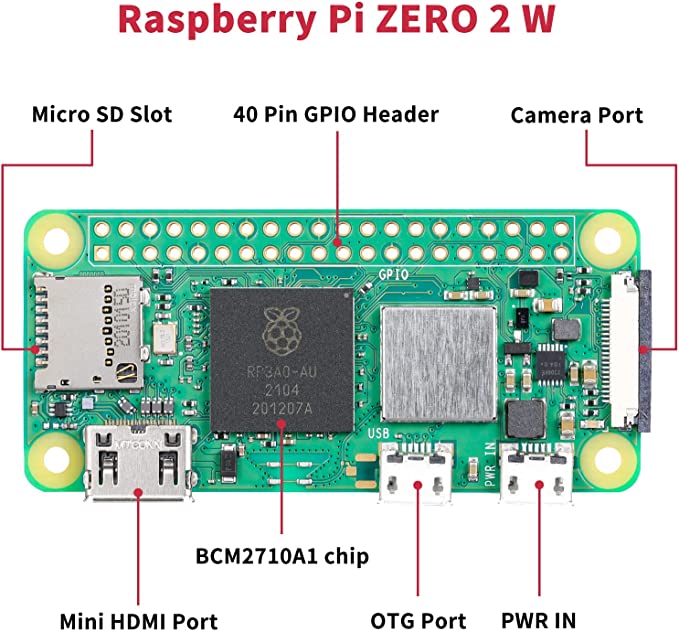 Raspberry Pi ZERO 2 W
Micro SD Slot
40 Pin GPIO Header
Camera Port
GPIO
RP3A0-AU
2104
201207A
USB
PWR IN
BCM2710A1 chip
Mini HDMI Port
OTG Port
PWR IN